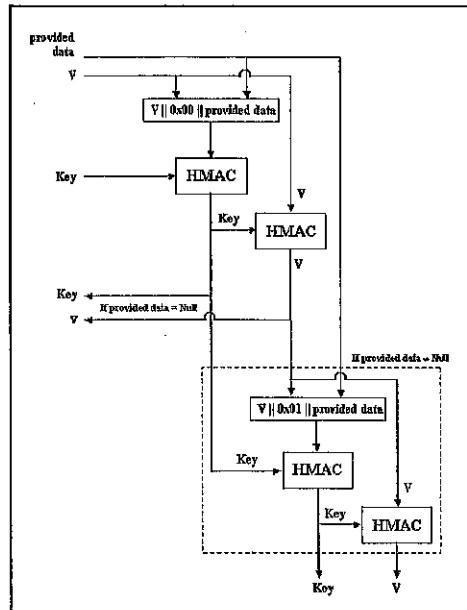 provided
data
V
V || 0x00 || provided data
Key
HMAC
V
Key
HMAC
V
Key
If provided data = Null
V
If provided data ≠ Null
V || 0x01 || provided data
Key
HMAC
V
Key
HMAC
Key
V